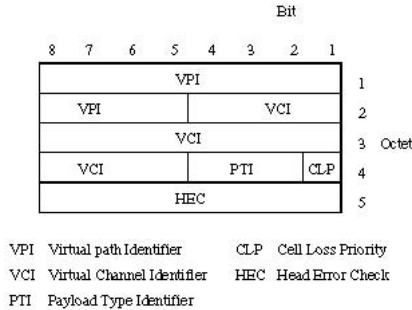 Bit
8 7 6 5 4 3 2 1
VPI 1
VPI VCI 2
VCI 3 Octet
VCI PTI CLP 4
HEC 5
VPI Virtual path Identifier CLP Cell Loss Priority
VCI Virtual Channel Identifier HEC Head Error Check
PTI Payload Type Identifier